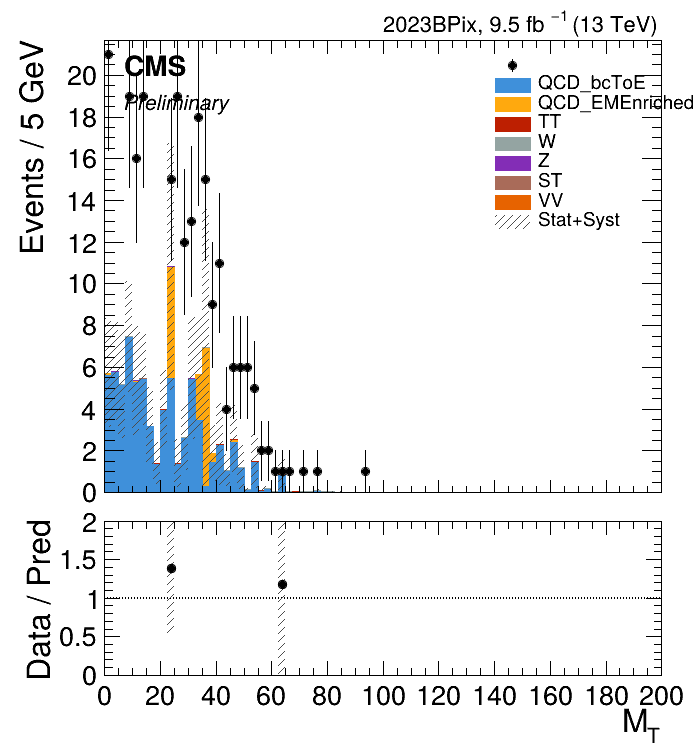 2023BPix, 9.5 fb⁻¹ (13 TeV)
CMS
Preliminary
QCD_bcToE
QCD_EMEnriched
TT
W
Z
ST
VV
Stat+Syst
Events / 5 GeV
20
18
16
14
12
10
8
6
4
2
0
Data / Pred
2
1.5
1
0.5
0
0 20 40 60 80 100 120 140 160 180 200
M_T